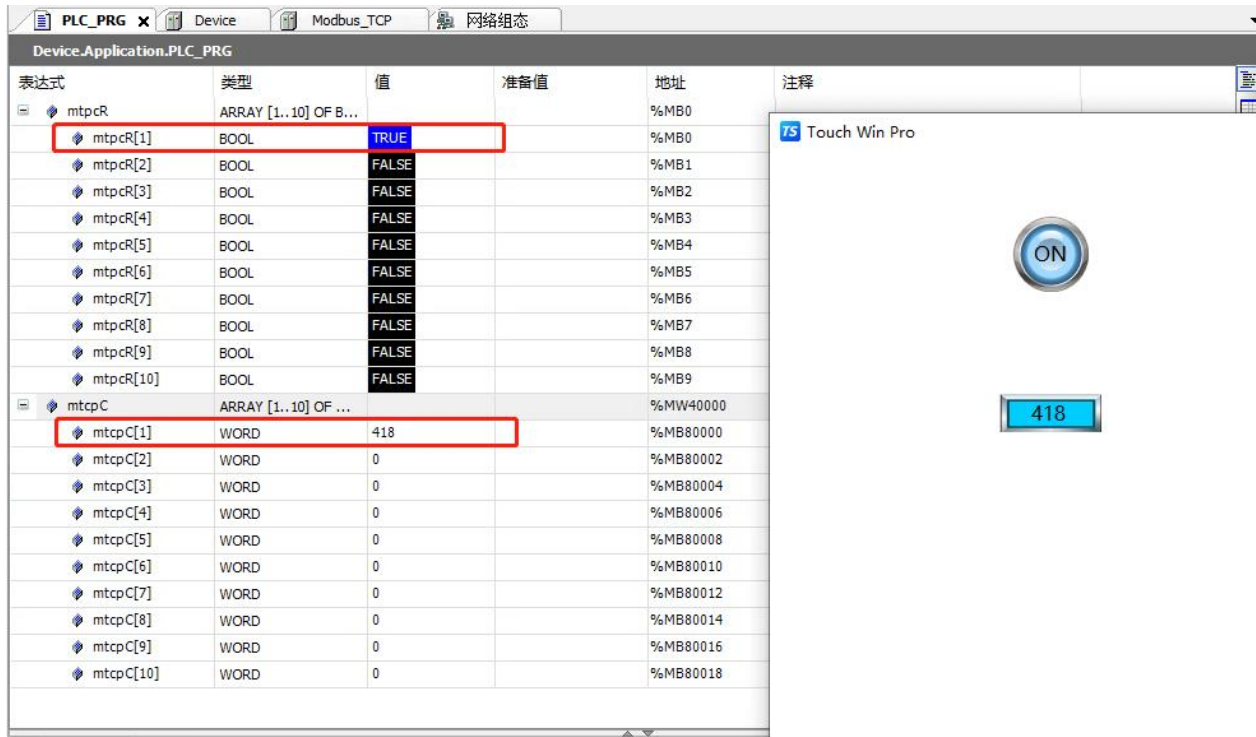 PLC_PRG Device Modbus_TCP 网络组态
Device.Application.PLC_PRG
表达式 类型 值 准备值 地址 注释
mtpcR ARRAY [1..10] OF B... %MB0
mtpcR[1] BOOL TRUE %MB0
mtpcR[2] BOOL FALSE %MB1
mtpcR[3] BOOL FALSE %MB2
mtpcR[4] BOOL FALSE %MB3
mtpcR[5] BOOL FALSE %MB4
mtpcR[6] BOOL FALSE %MB5
mtpcR[7] BOOL FALSE %MB6
mtpcR[8] BOOL FALSE %MB7
mtpcR[9] BOOL FALSE %MB8
mtpcR[10] BOOL FALSE %MB9
mtcpC ARRAY [1..10] OF ... %MW40000
mtcpC[1] WORD 418 %MB80000
mtcpC[2] WORD 0 %MB80002
mtcpC[3] WORD 0 %MB80004
mtcpC[4] WORD 0 %MB80006
mtcpC[5] WORD 0 %MB80008
mtcpC[6] WORD 0 %MB80010
mtcpC[7] WORD 0 %MB80012
mtcpC[8] WORD 0 %MB80014
mtcpC[9] WORD 0 %MB80016
mtcpC[10] WORD 0 %MB80018
TS Touch Win Pro
ON
418